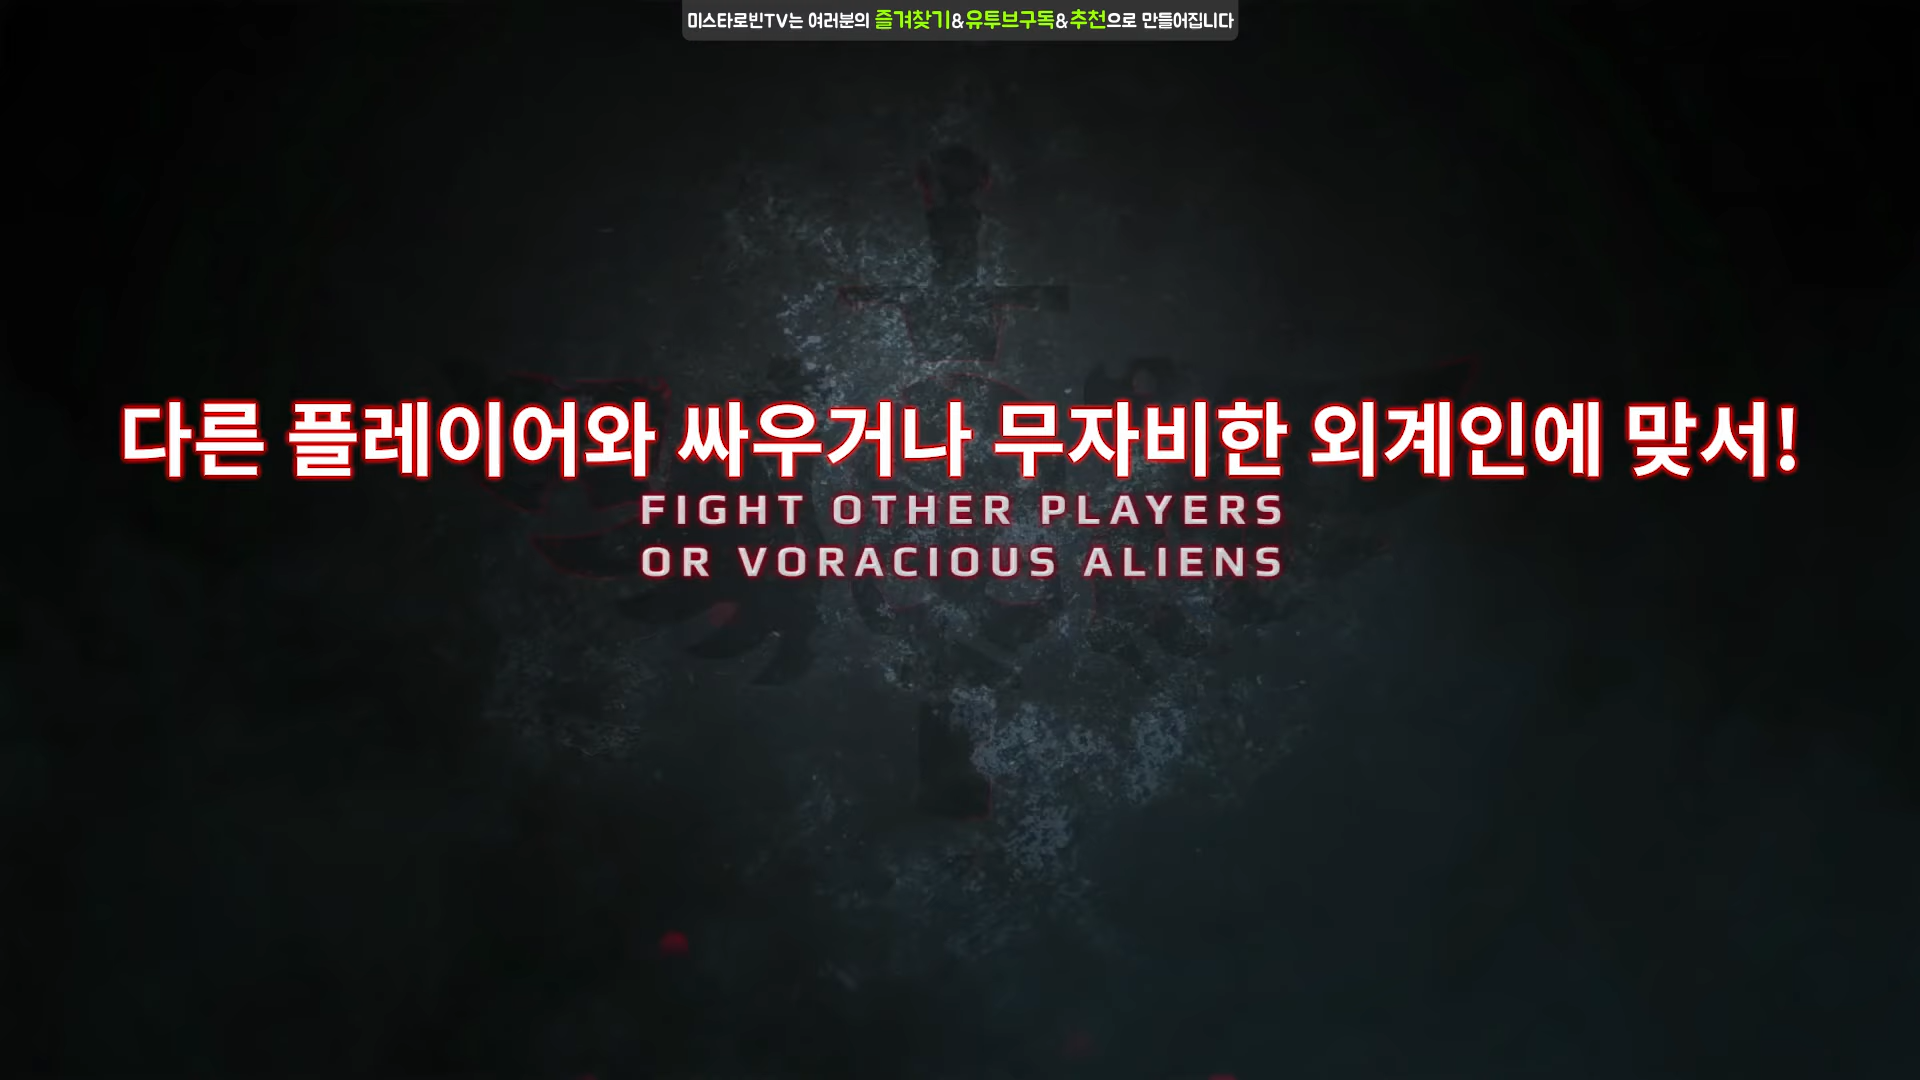 미스타로빈TV는 여러분의 즐겨찾기&유투브구독&추천으로 만들어집니다
다른 플레이어와 싸우거나 무자비한 외계인에 맞서!
FIGHT OTHER PLAYERS
OR VORACIOUS ALIENS